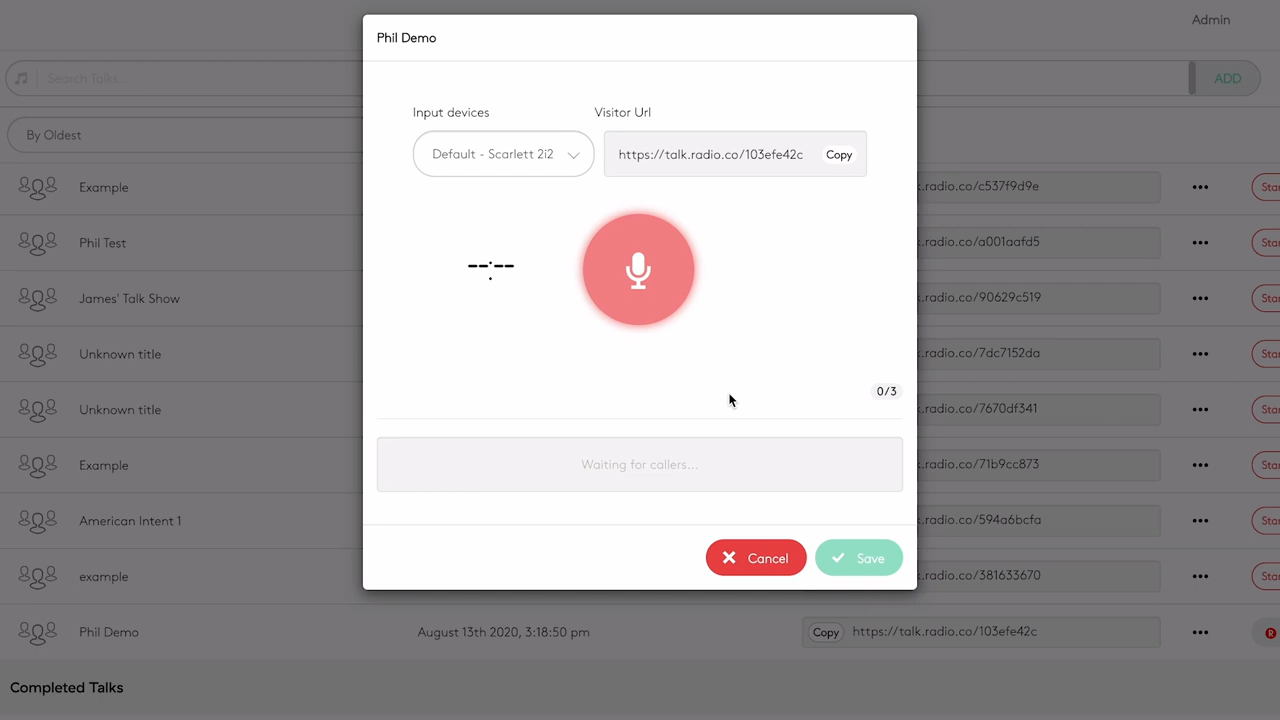 Admin
Phil Demo
Search Talks...
ADD
Input devices
Visitor Url
By Oldest
Default - Scarlett 2i2
https://talk.radio.co/103efe42c
Copy
Example
k.radio.co/c537f9d9e
Phil Test
k.radio.co/a001aafd5
--:--
James' Talk Show
k.radio.co/90629c519
Unknown title
k.radio.co/7dc7152da
0/3
Unknown title
k.radio.co/7670df341
Example
Waiting for callers...
k.radio.co/71b9cc873
American Intent 1
k.radio.co/594a6bcfa
Cancel
Save
example
k.radio.co/381633670
Phil Demo
August 13th 2020, 3:18:50 pm
Copy
https://talk.radio.co/103efe42c
R
Completed Talks